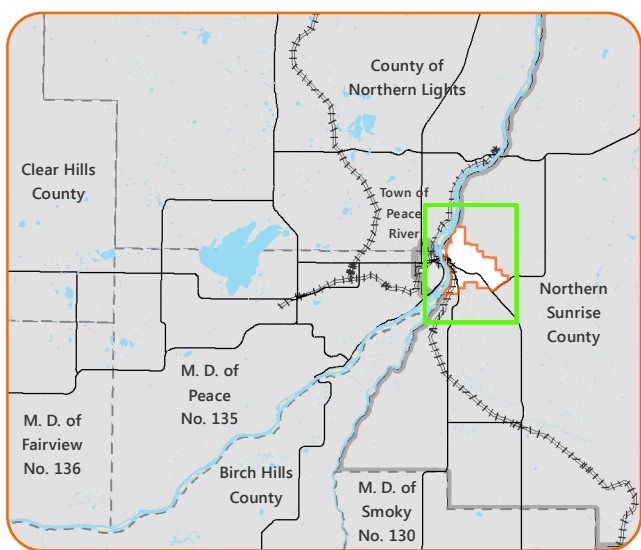 County of
Northern Lights
Clear Hills
County
Town of
Peace
River
Northern
Sunrise
County
M. D. of
Peace
No. 135
M. D. of
Fairview
No. 136
Birch Hills
County
M. D. of
Smoky
No. 130